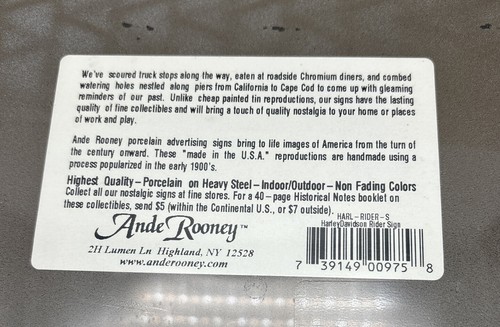 We've scoured truck stops along the way, eaten at roadside Chromium diners, and combed
watering holes nestled along piers from California to Cape Cod to come up with gleaming
reminders of our past. Unlike cheap painted tin reproductions, our signs have the lasting
quality of fine collectibles and will bring a touch of quality nostalgia to your home or places
of work and play.
Ande Rooney porcelain advertising signs bring to life images of America from the turn of
the century onward. These "made in the U.S.A." reproductions are handmade using a
process popularized in the early 1900's.
Highest Quality-Porcelain on Heavy Steel-Indoor/Outdoor-Non Fading Colors
Collect all our nostalgic signs at fine stores. For a 40-page Historical Notes booklet on
these collectibles, send $5 (within the Continental U.S., or $7 outside).
HARL-RIDER-S
HarleyDavidson Rider Sign
Ande Rooney™
2H Lumen Ln Highland, NY 12528
www.anderooney.com
7 39149 00975 8